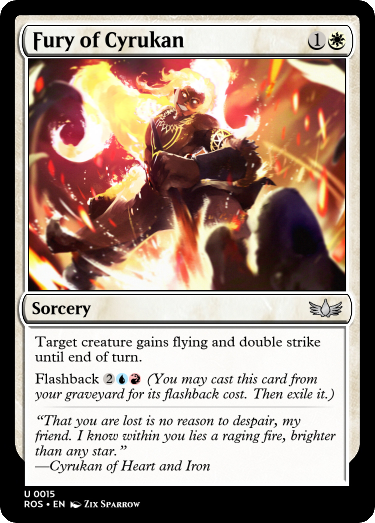 Fury of Cyrukan 1
Sorcery
Target creature gains flying and double strike
until end of turn.
Flashback 2 (You may cast this card from
your graveyard for its flashback cost. Then exile it.)
“That you are lost is no reason to despair, my
friend. I know within you lies a raging fire, brighter
than any star.”
—Cyrukan of Heart and Iron
U 0015
ROS • EN Zix Sparrow